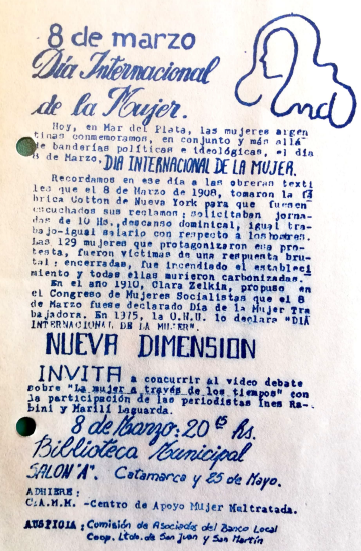 8 de marzo
Día Internacional
de la Mujer.
nd
Hoy, en Mar del Plata, las mujeres argen
tinas conmemoramos, en conjunto y más allá
de banderías políticas e ideológicas, el día
8 de Marzo. DIA INTERNACIONAL DE LA MUJER.
Recordamos en ese día a las obreras texti
les que el 8 de Marzo de 1908, tomaron la fá
brica Cotton de Nueva York para que fuesen
escuchados sus reclamos: solicitaban jorna-
das de 10 Hs., descanso dominical, igual tra-
bajo-igual salario con respecto a los hombres.
Las 129 mujeres que protagonizaron esa pro-
testa, fueron víctimas de una respuesta bru-
tal: encerradas, fue incendiado el estableci
miento y todas ellas murieron carbonizadas.
En el año 1910, Clara Zelkin, propuso en
el Congreso de Mujeres Socialistas que el 8
de Marzo fuese declarado Día de la Mujer Tra
bajadora. En 1975, la O.N.U. lo declara "DIA
INTERNACIONAL DE LA MUJER".
NUEVA DIMENSION
INVITA a concurrir al video debate
sobre "La mujer a través de los tiempos" con
la participación de las periodistas Ines Ra-
bini y Marilí Laguarda.
8 de Marzo: 20 hs.
Biblioteca Municipal
SALON "A". Catamarca y 25 de Mayo.
ADHIERE:
C.A.M.M. -Centro de Apoyo Mujer Meltratada.
AUSPICIA: Comisión de Asociados del Banco Local
Coop. Ltdo. de San Juan y San Martín